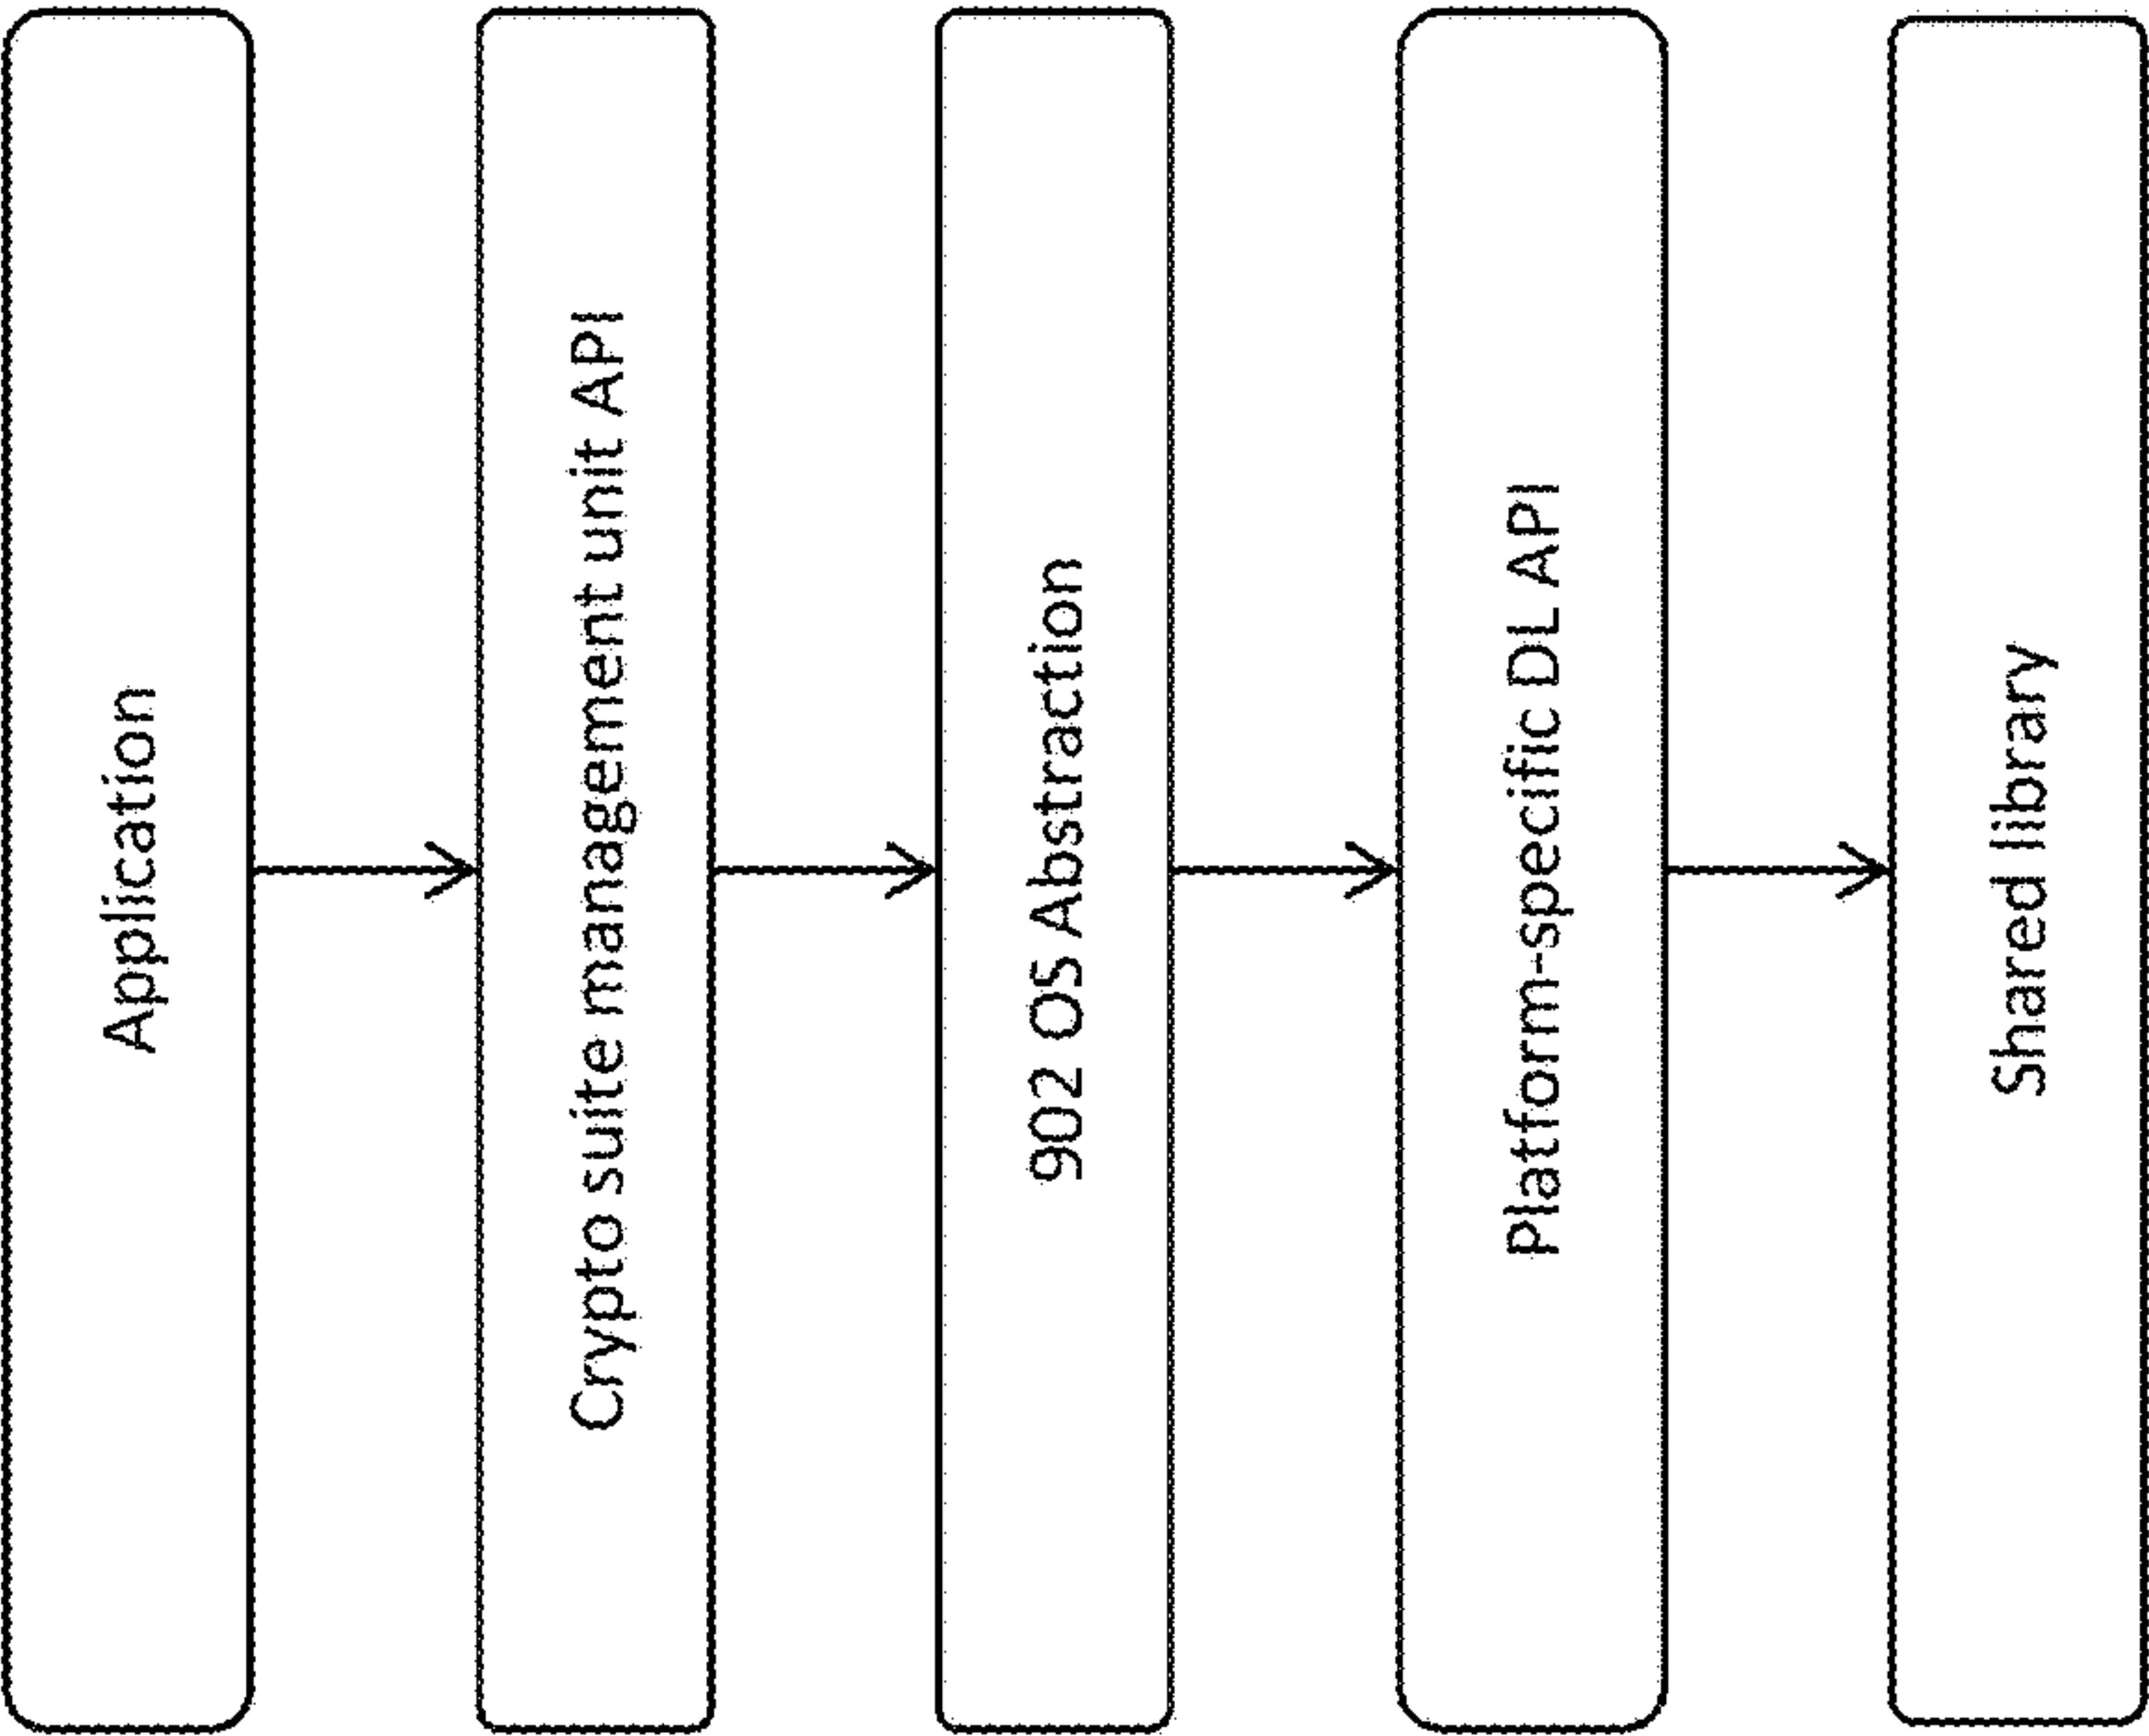 Application
Crypto suite management unit API
902 OS Abstraction
Platform-specific DL API
Shared library